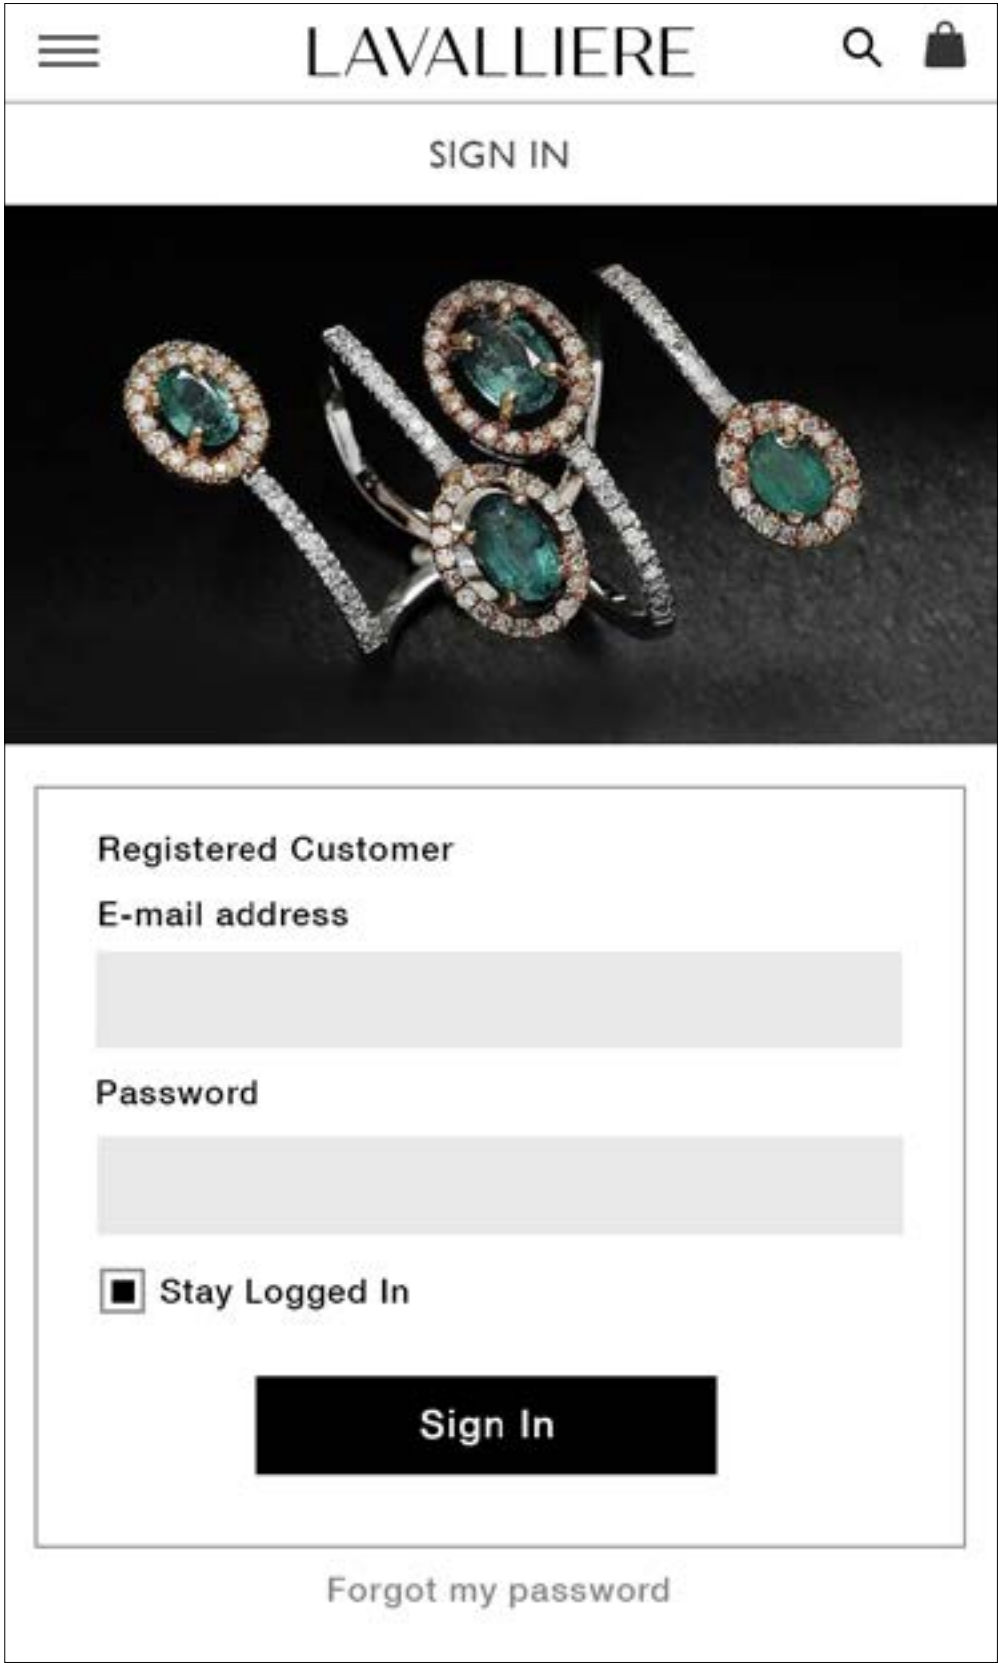 LAVALLIERE
SIGN IN
Registered Customer
E-mail address
Password
Stay Logged In
Sign In
Forgot my password